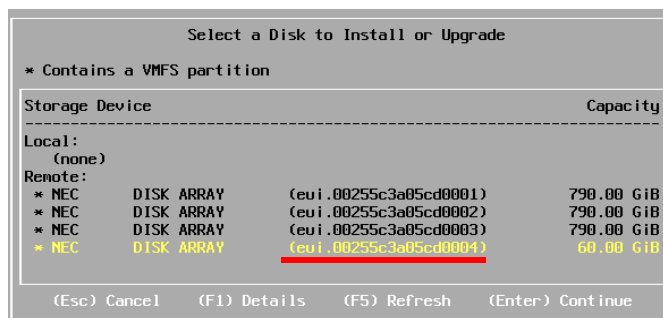 Select a Disk to Install or Upgrade
* Contains a VMFS partition
Storage Device Capacity
Local:
(none)
Remote:
* NEC DISK ARRAY (eui.00255c3a05cd0001) 790.00 GiB
* NEC DISK ARRAY (eui.00255c3a05cd0002) 790.00 GiB
* NEC DISK ARRAY (eui.00255c3a05cd0003) 790.00 GiB
* NEC DISK ARRAY (eui.00255c3a05cd0004) 60.00 GiB
(Esc) Cancel (F1) Details (F5) Refresh (Enter) Continue